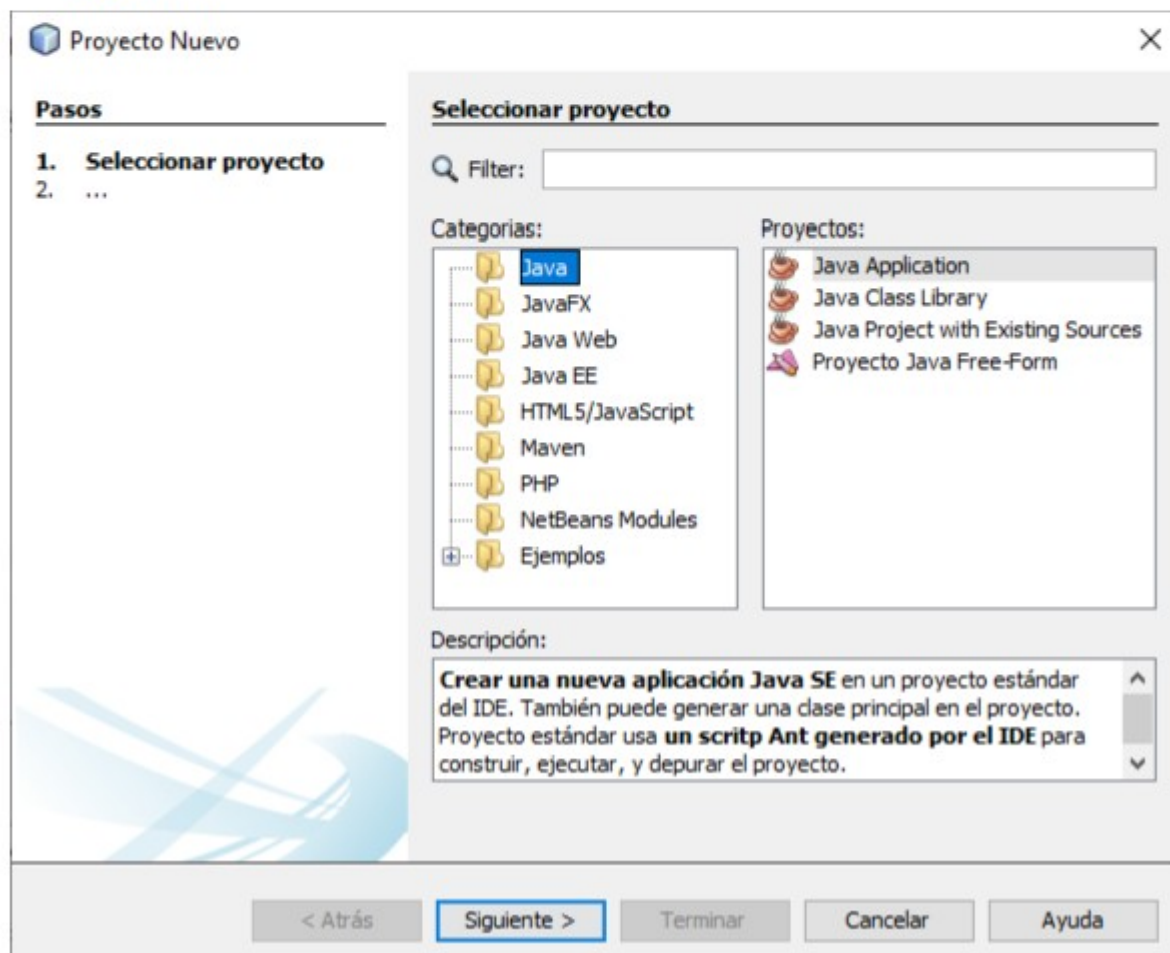 Proyecto Nuevo
Pasos
1. Seleccionar proyecto
2. ...
Seleccionar proyecto
Filter:
Categorias:
Java
JavaFX
Java Web
Java EE
HTML5/JavaScript
Maven
PHP
NetBeans Modules
Ejemplos
Proyectos:
Java Application
Java Class Library
Java Project with Existing Sources
Proyecto Java Free-Form
Descripción:
Crear una nueva aplicación Java SE en un proyecto estándar
del IDE. También puede generar una clase principal en el proyecto.
Proyecto estándar usa un scritp Ant generado por el IDE para
construir, ejecutar, y depurar el proyecto.
< Atrás
Siguiente >
Terminar
Cancelar
Ayuda